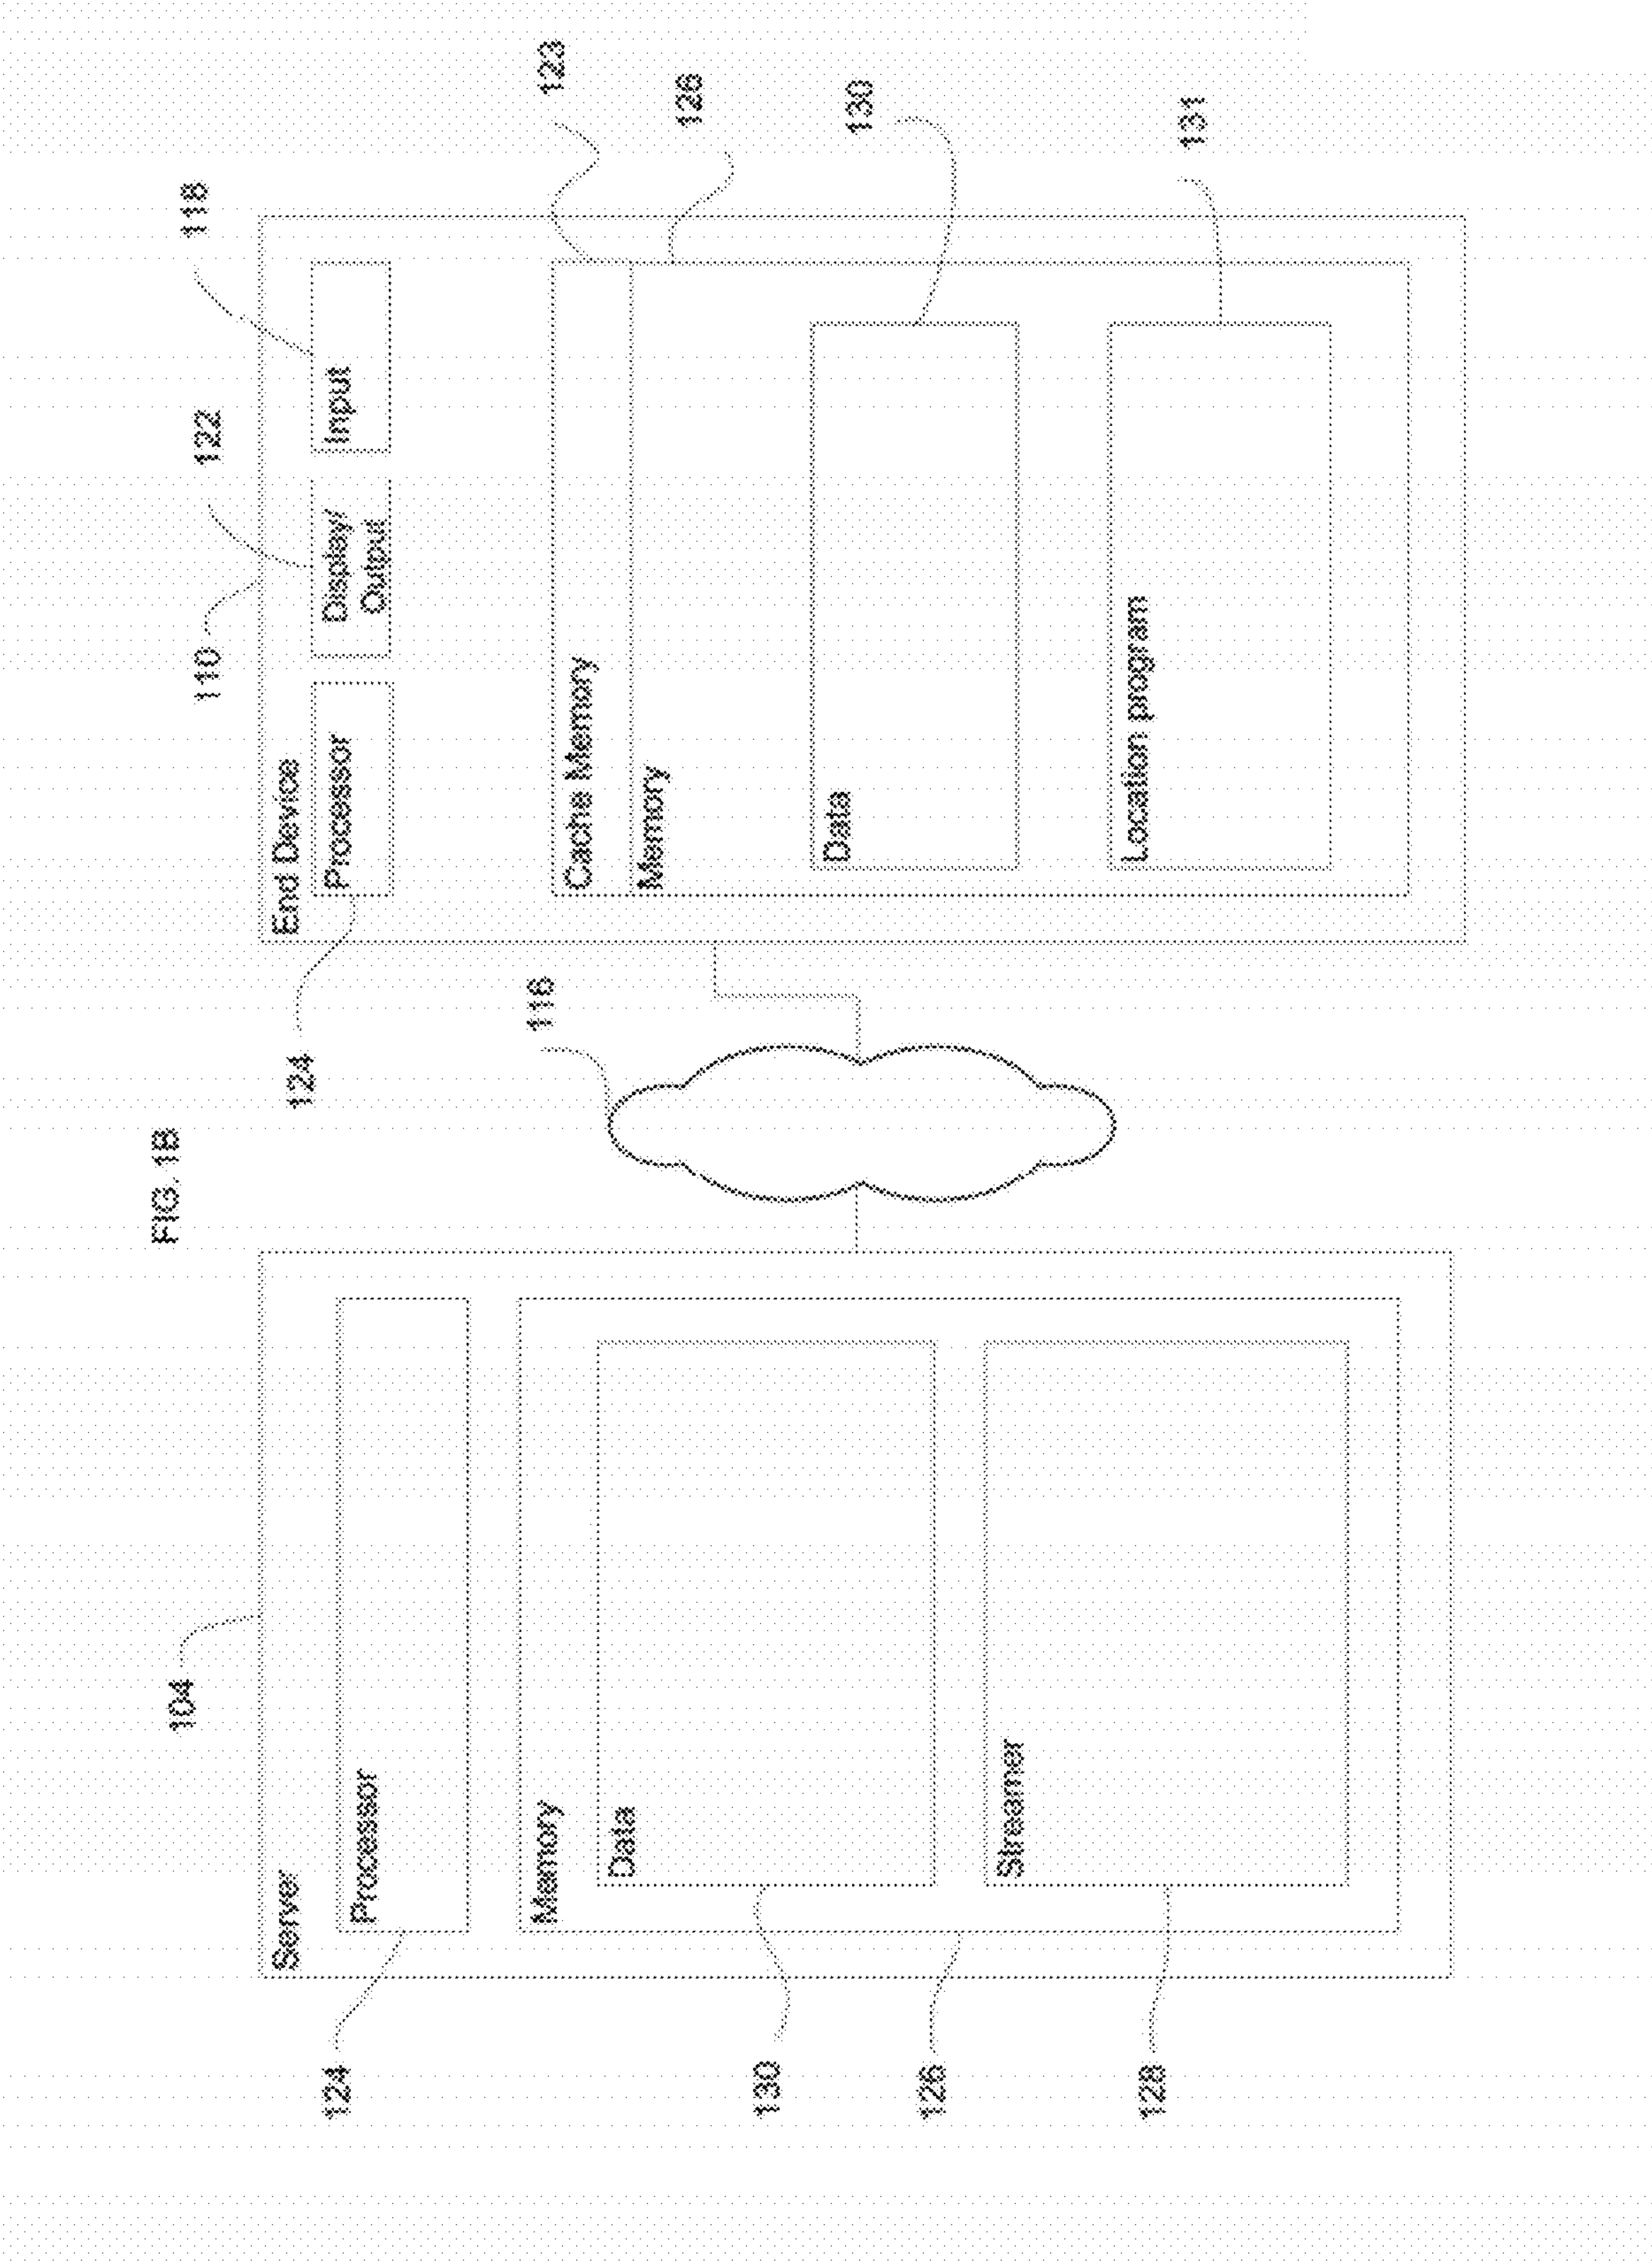 FIG. 1B
104
Server
Processor
124
Memory
Data
130
126
Streamer
128
116
110
122
118
End Device
Processor
124
Display/
Output
Input
Cache Memory
123
Memory
126
Data
130
Location program
131